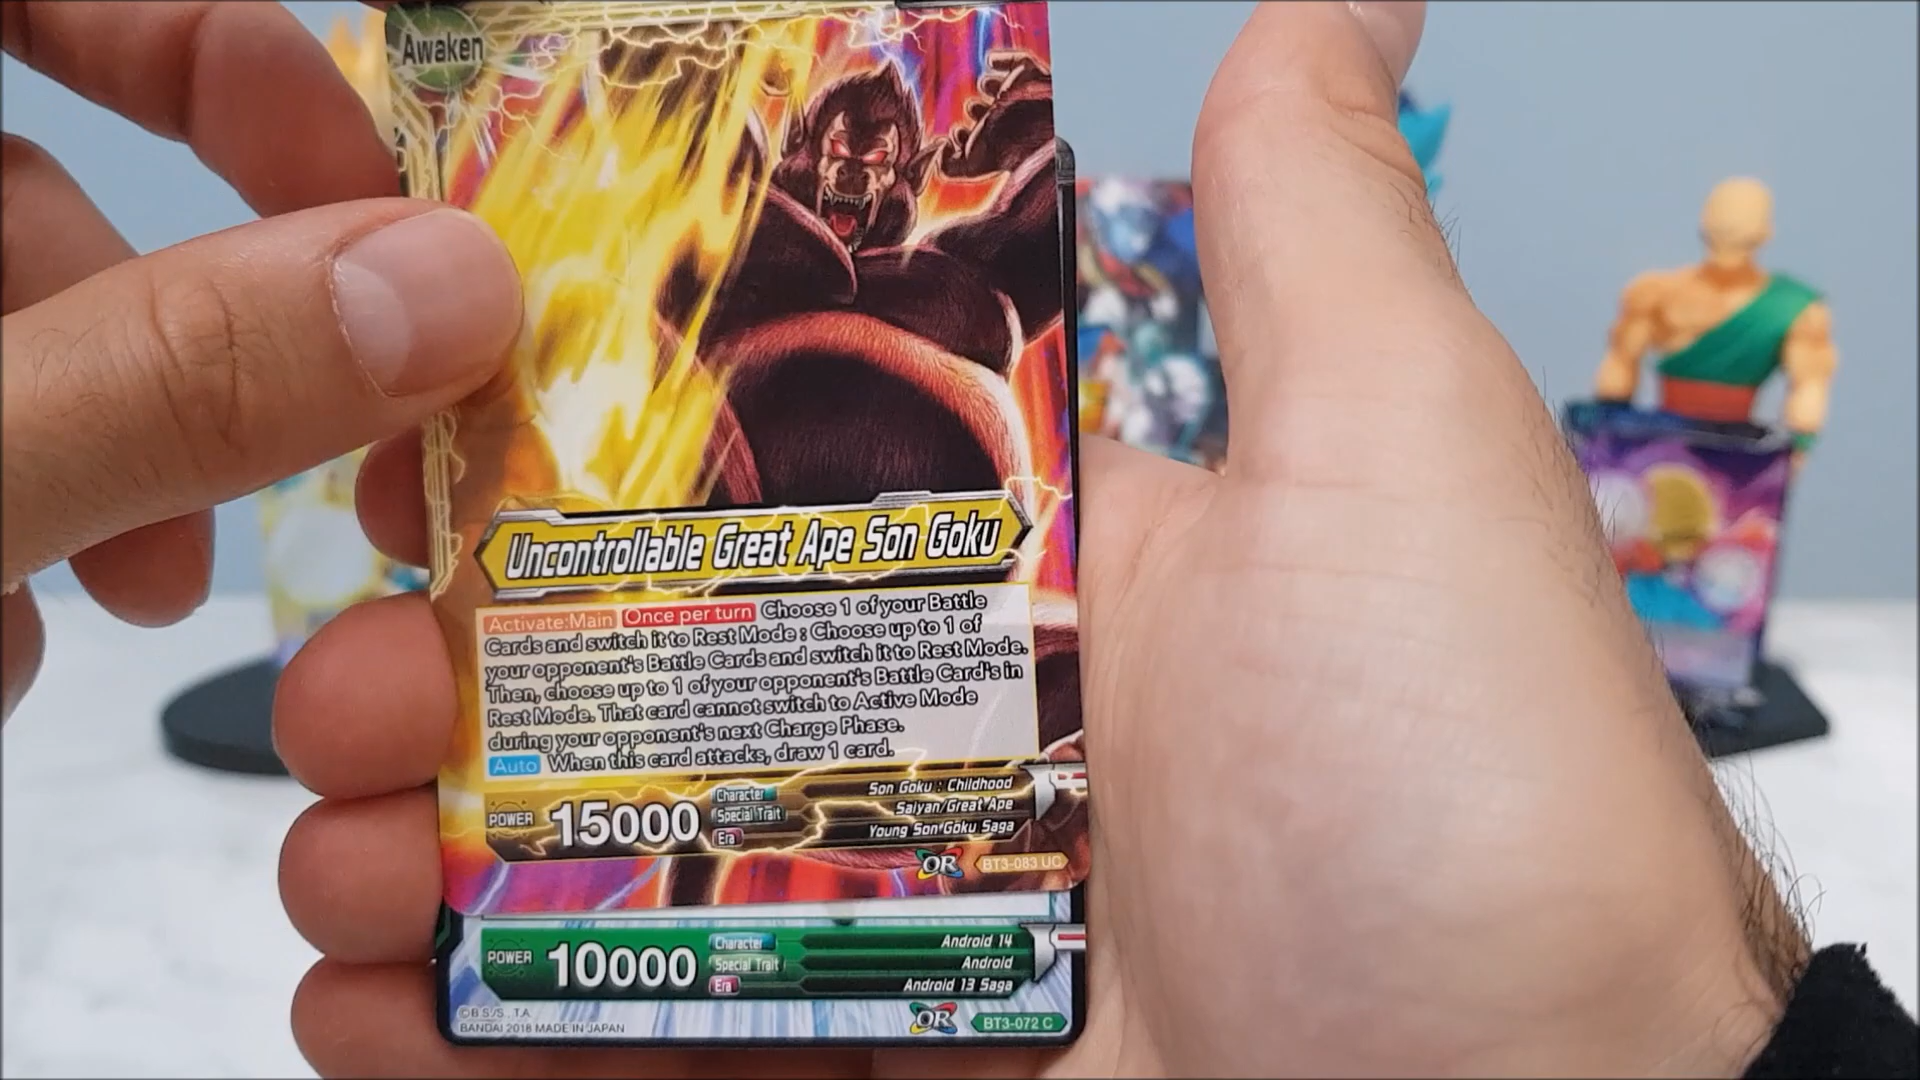 Awaken
Uncontrollable Great Ape Son Goku
Activate:Main Once per turn Choose 1 of your Battle
Cards and switch it to Rest Mode : Choose up to 1 of
your opponent's Battle Cards and switch it to Rest Mode.
Then, choose up to 1 of your opponent's Battle Card's in
Rest Mode. That card cannot switch to Active Mode
during your opponent's next Charge Phase.
Auto When this card attacks, draw 1 card.
POWER 15000
Character Son Goku : Childhood
Special Trait Saiyan/Great Ape
Era Young Son Goku Saga
OR BT3-083 UC
POWER 10000
Character Android 14
Special Trait Android
Era Android 13 Saga
©B.S./S., T.A.
BANDAI 2018 MADE IN JAPAN
OR BT3-072 C